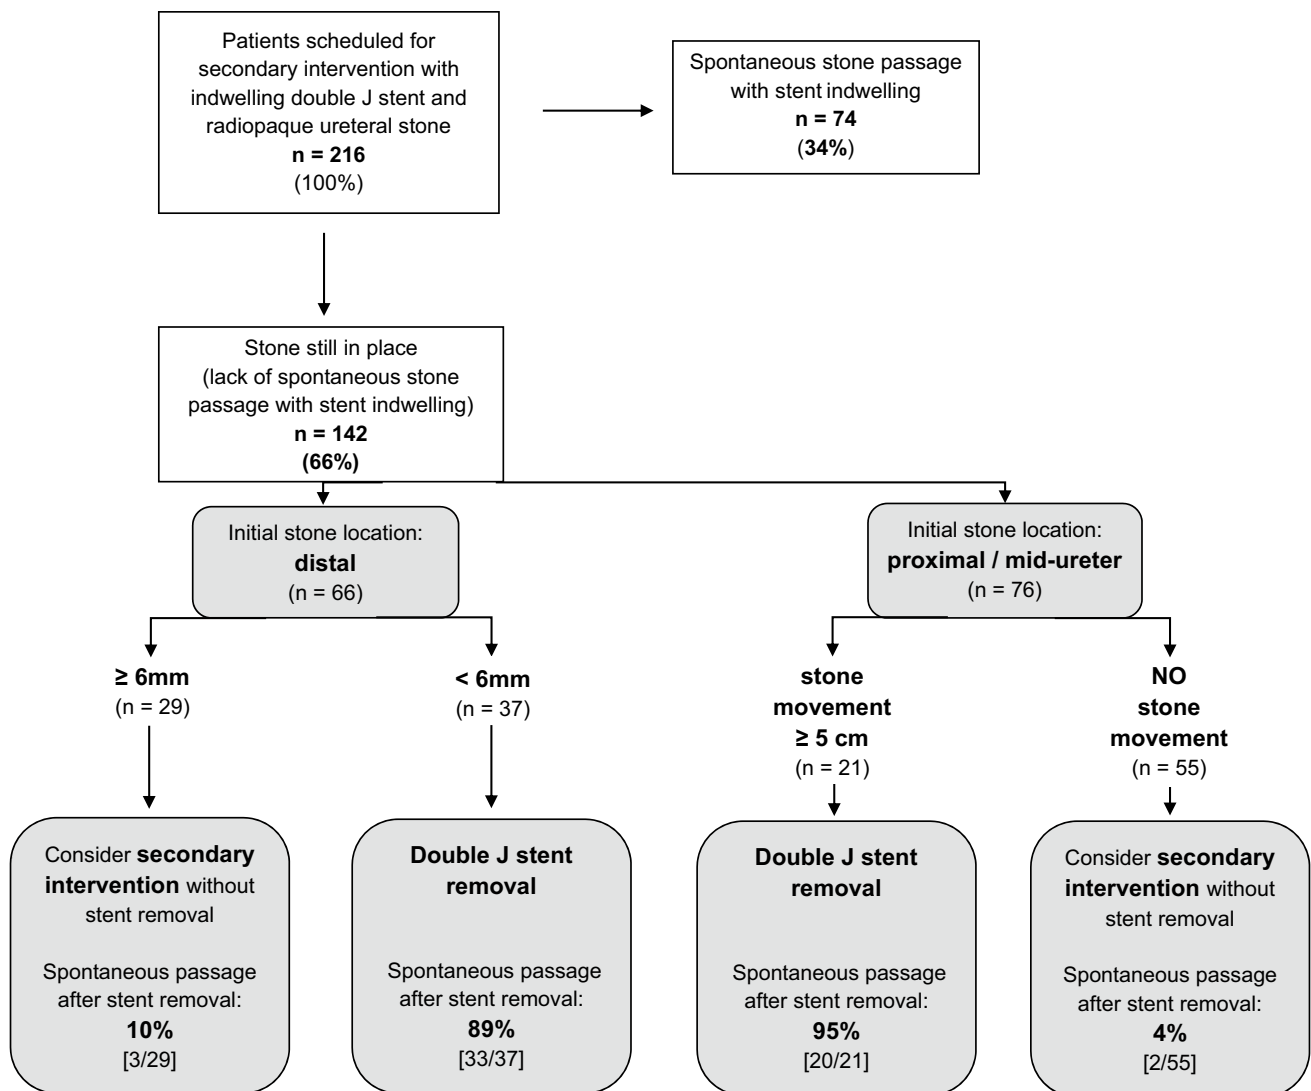 Patients scheduled for
secondary intervention with
indwelling double J stent and
radiopaque ureteral stone
n = 216
(100%)
Spontaneous stone passage
with stent indwelling
n = 74
(34%)
Stone still in place
(lack of spontaneous stone
passage with stent indwelling)
n = 142
(66%)
Initial stone location:
distal
(n = 66)
Initial stone location:
proximal / mid-ureter
(n = 76)
≥ 6mm
(n = 29)
< 6mm
(n = 37)
stone
movement
≥ 5 cm
(n = 21)
NO
stone
movement
(n = 55)
Consider secondary
intervention without
stent removal
Spontaneous passage
after stent removal:
10%
[3/29]
Double J stent
removal
Spontaneous passage
after stent removal:
89%
[33/37]
Double J stent
removal
Spontaneous passage
after stent removal:
95%
[20/21]
Consider secondary
intervention without
stent removal
Spontaneous passage
after stent removal:
4%
[2/55]